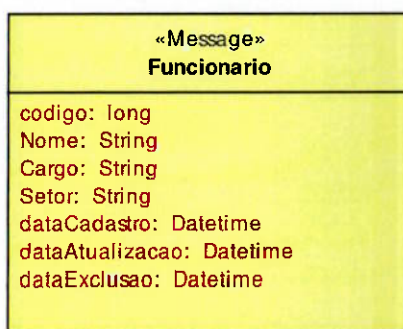 «Message»
Funcionario
codigo: long
Nome: String
Cargo: String
Setor: String
dataCadastro: Datetime
dataAtualizacao: Datetime
dataExclusao: Datetime